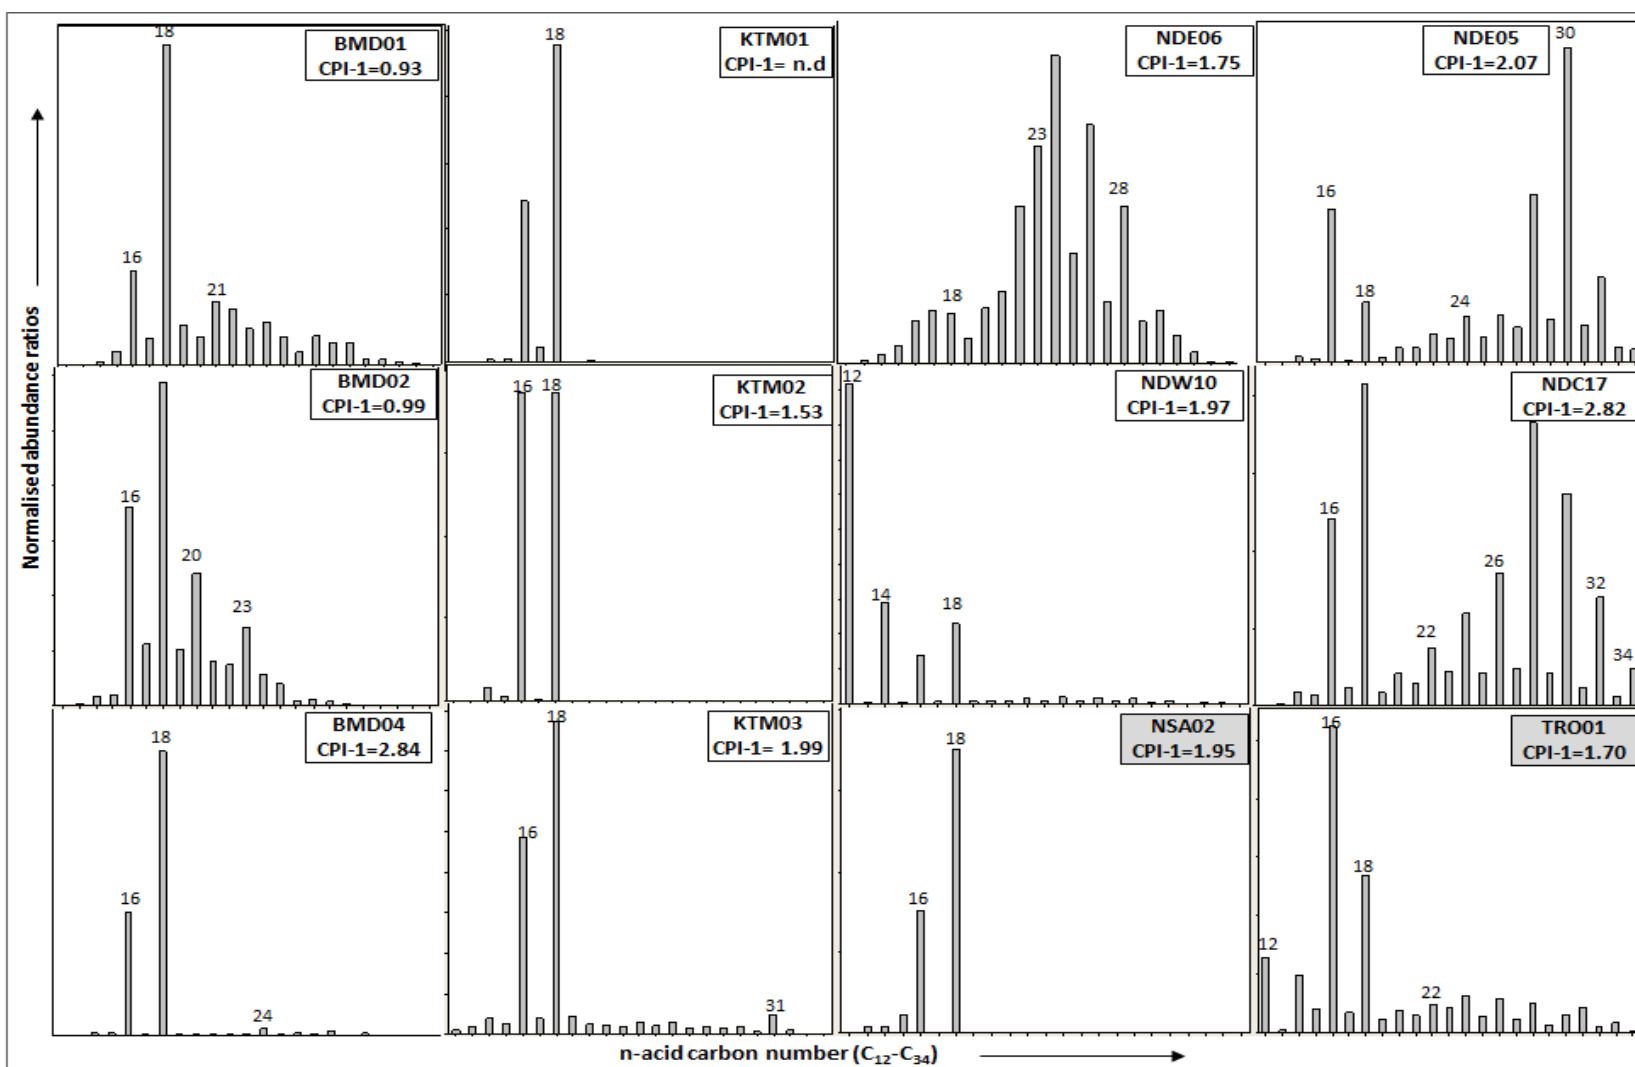 BMD01
CPI-1=0.93
18
16
21
KTM01
CPI-1= n.d
18
NDE06
CPI-1=1.75
23
28
18
NDE05
CPI-1=2.07
30
16
18
24
BMD02
CPI-1=0.99
16
20
23
KTM02
CPI-1=1.53
16
18
NDW10
CPI-1=1.97
12
14
18
NDC17
CPI-1=2.82
16
22
26
32
34
BMD04
CPI-1=2.84
18
16
24
KTM03
CPI-1= 1.99
18
16
31
NSA02
CPI-1=1.95
18
16
TRO01
CPI-1=1.70
16
18
12
22
Normalised abundance ratios
n-acid carbon number (C₁₂-C₃₄)